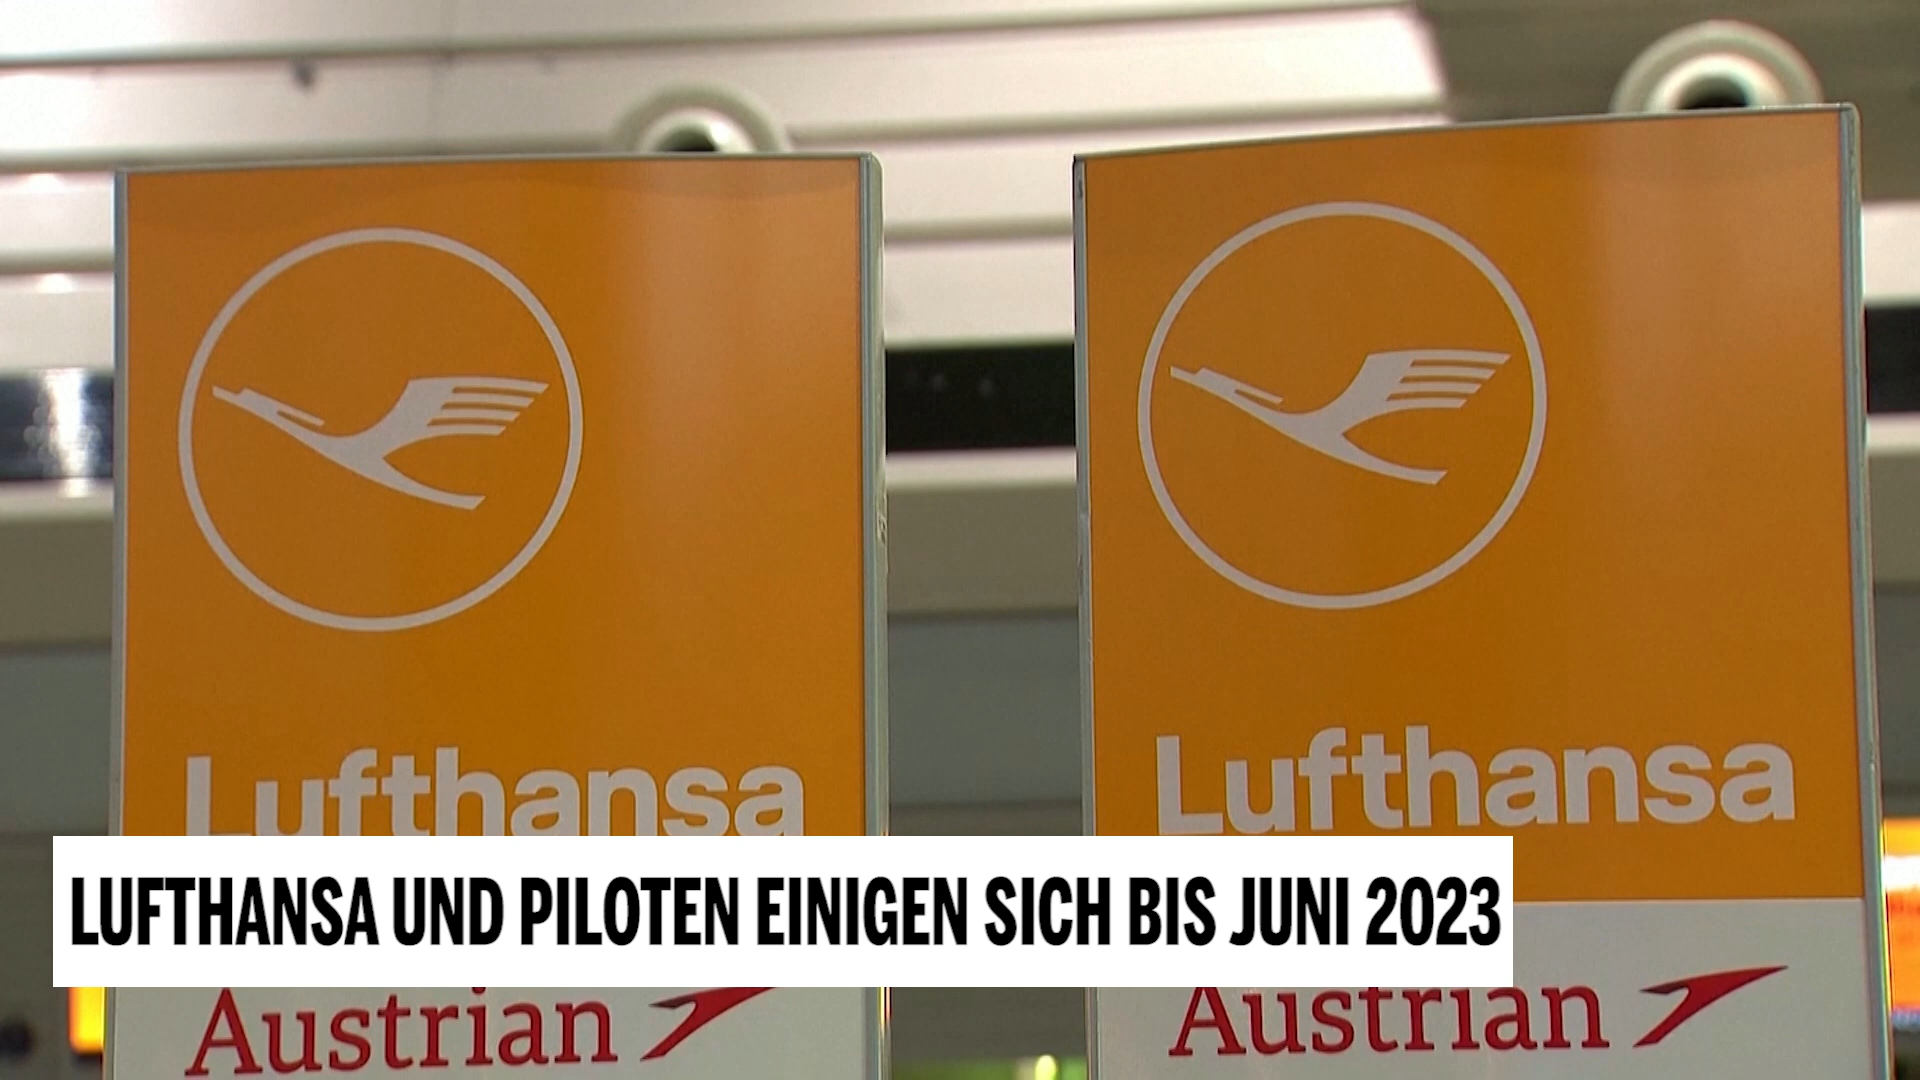 Lufthansa
Lufthansa
LUFTHANSA UND PILOTEN EINIGEN SICH BIS JUNI 2023
Austrian
Austrian